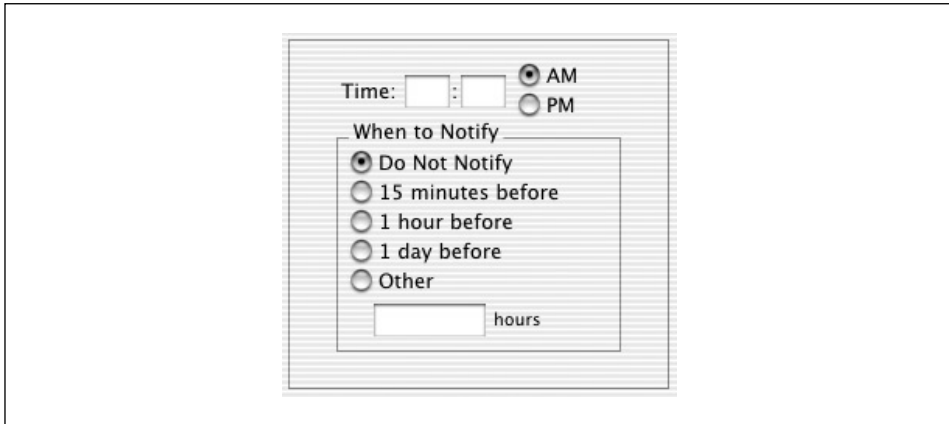 Time: :
AM
PM
When to Notify
Do Not Notify
15 minutes before
1 hour before
1 day before
Other
hours